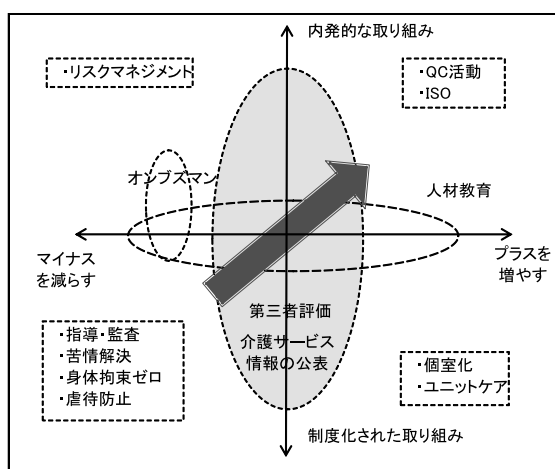 内発的な取り組み
・リスクマネジメント
・QC活動
・ISO
オンブズマン
人材教育
マイナス
を減らす
プラスを
増やす
第三者評価
介護サービス
情報の公表
・指導・監査
・苦情解決
・身体拘束ゼロ
・虐待防止
・個室化
・ユニットケア
制度化された取り組み